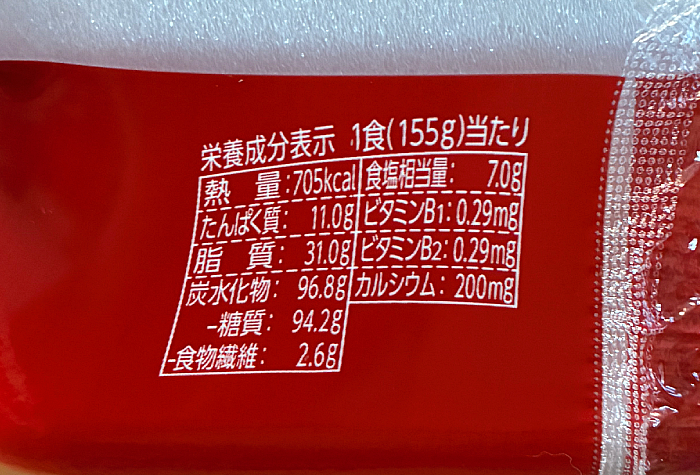 栄養成分表示 1食(155g)当たり
熱量:705kcal 食塩相当量: 7.0g
たんぱく質: 11.0g ビタミンB1:0.29mg
脂質: 31.0g ビタミンB2:0.29mg
炭水化物: 96.8g カルシウム: 200mg
-糖質: 94.2g
-食物繊維: 2.6g